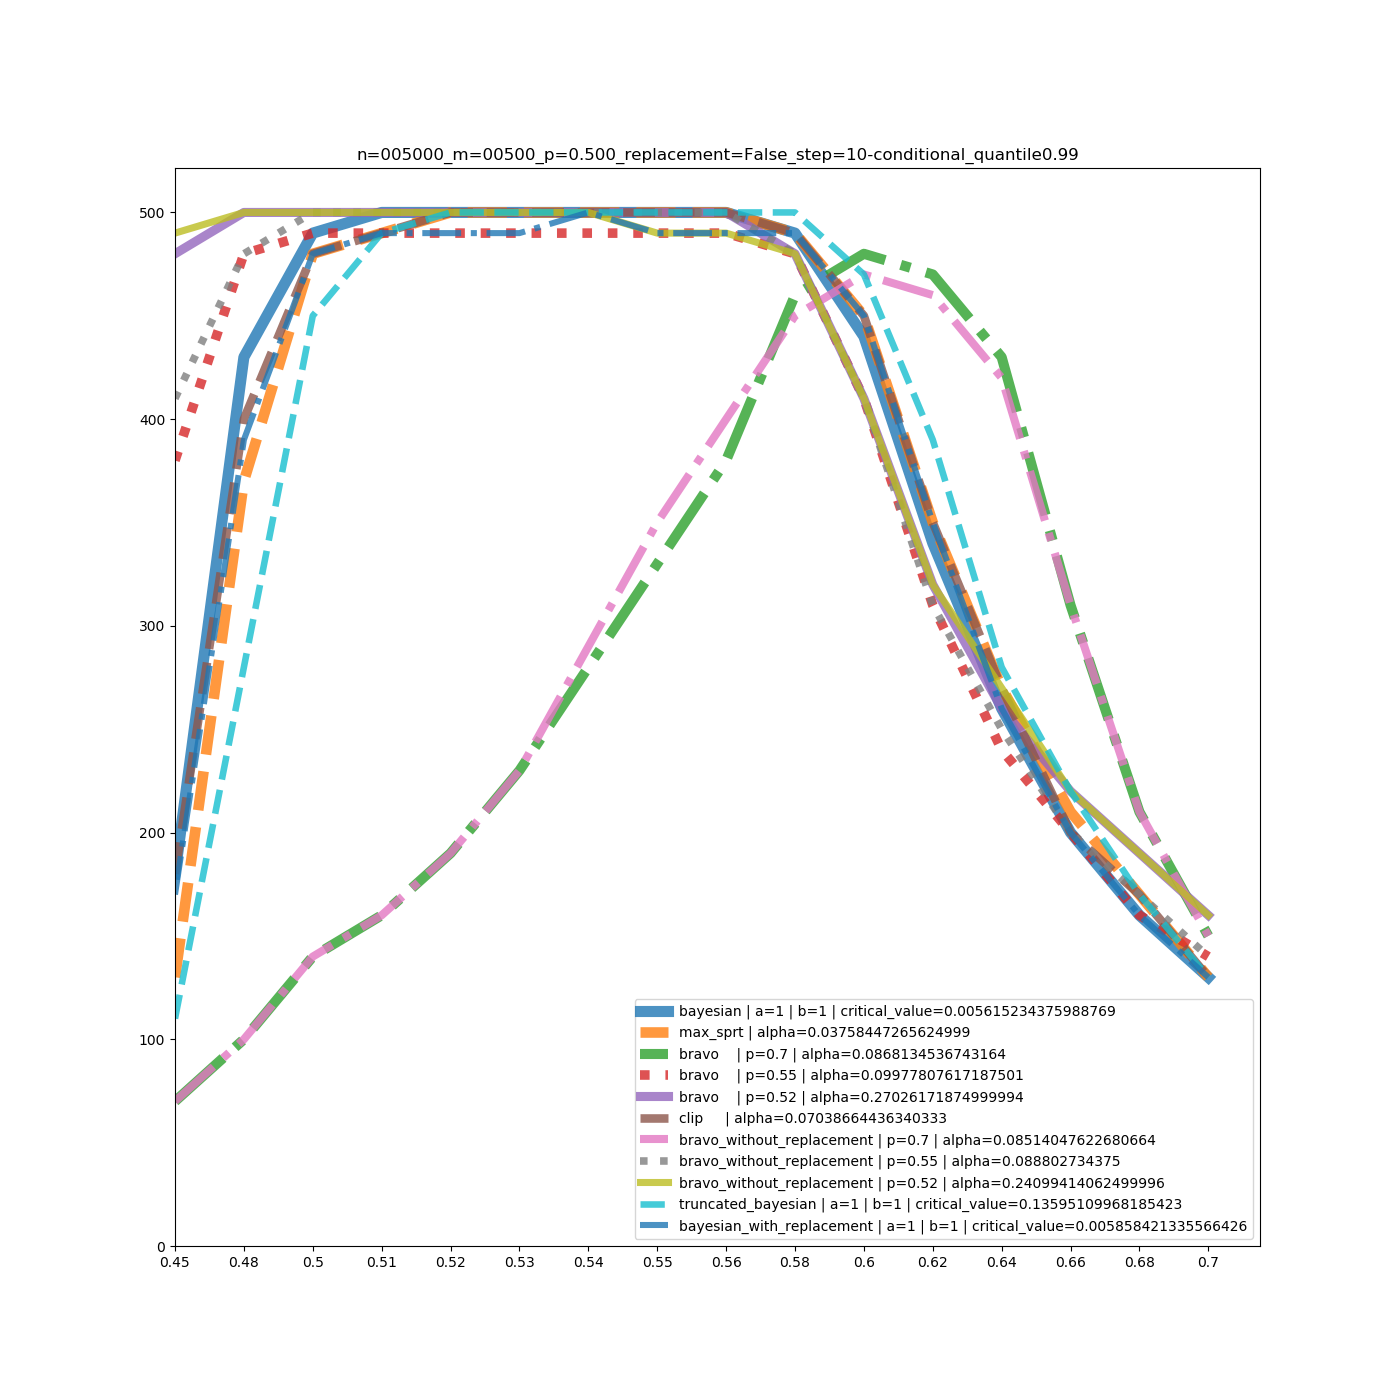 n=005000_m=00500_p=0.500_replacement=False_step=10-conditional_quantile0.99
500
400
300
200
100
0
0.45 0.48 0.5 0.51 0.52 0.53 0.54 0.55 0.56 0.58 0.6 0.62 0.64 0.66 0.68 0.7
bayesian | a=1 | b=1 | critical_value=0.005615234375988769
max_sprt | alpha=0.03758447265624999
bravo | p=0.7 | alpha=0.0868134536743164
bravo | p=0.55 | alpha=0.09977807617187501
bravo | p=0.52 | alpha=0.27026171874999994
clip | alpha=0.07038664436340333
bravo_without_replacement | p=0.7 | alpha=0.08514047622680664
bravo_without_replacement | p=0.55 | alpha=0.088802734375
bravo_without_replacement | p=0.52 | alpha=0.24099414062499996
truncated_bayesian | a=1 | b=1 | critical_value=0.13595109968185423
bayesian_with_replacement | a=1 | b=1 | critical_value=0.005858421335566426